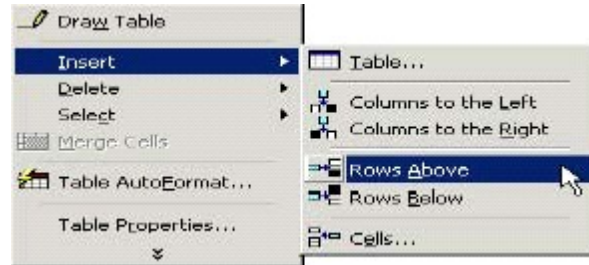 Draw Table
Insert
Delete
Select
Merge Cells
Table AutoFormat...
Table Properties...
Table...
Columns to the Left
Columns to the Right
Rows Above
Rows Below
Cells...